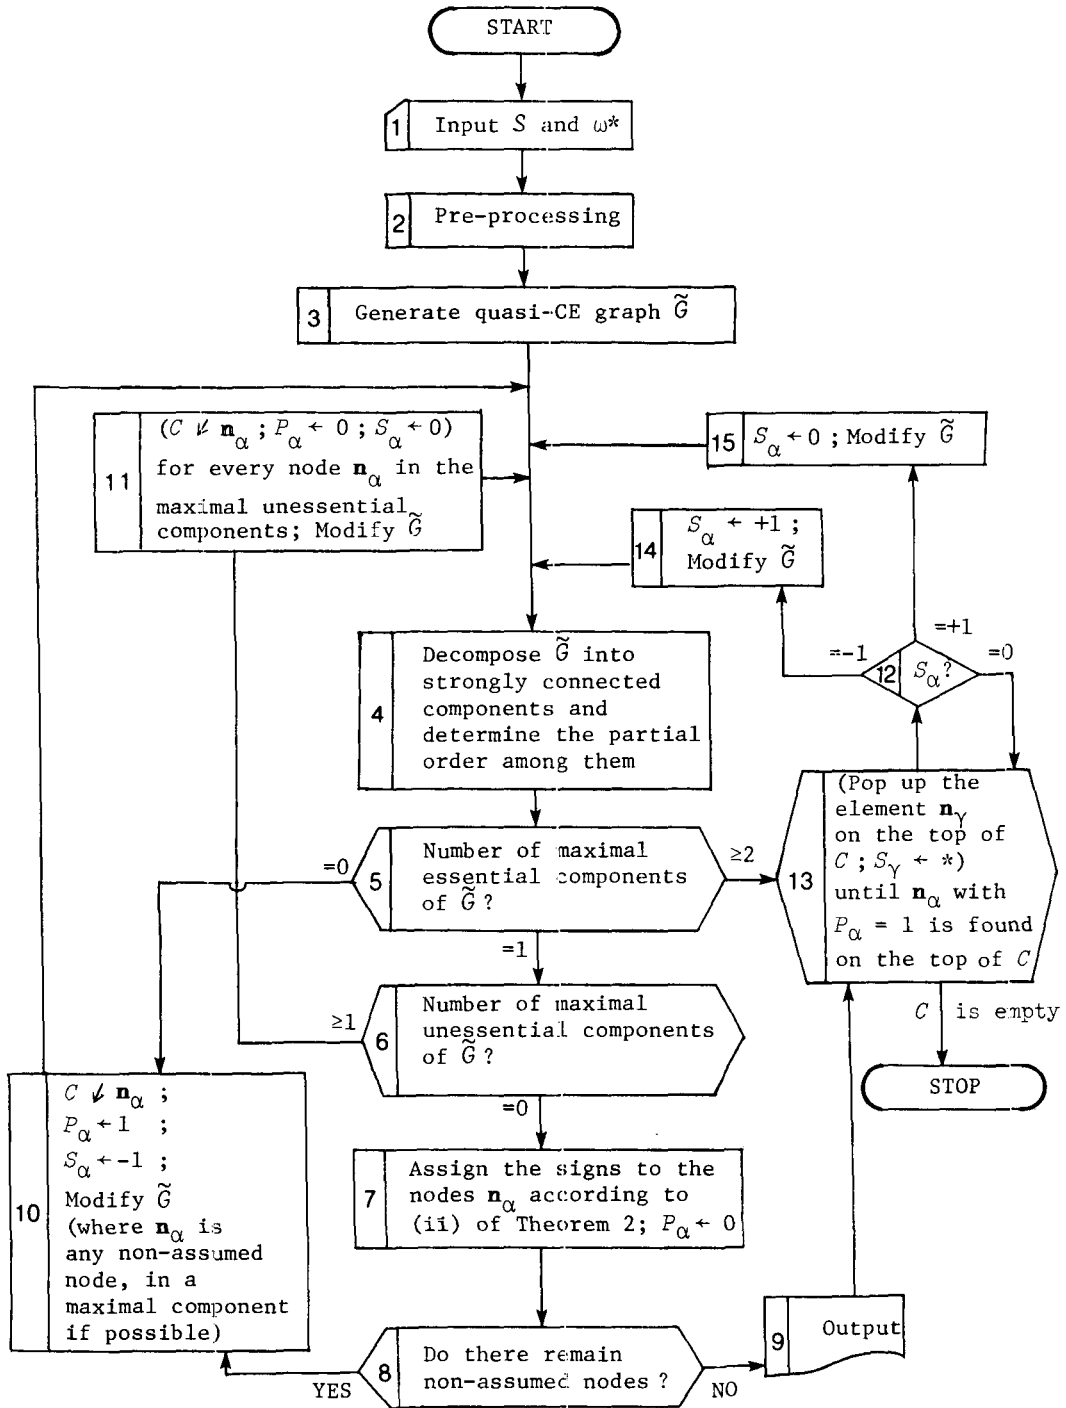 START
1 Input S and ω*
2 Pre-processing
3 Generate quasi-CE graph G̃
11 (C ⇙ n_α ; P_α ← 0 ; S_α ← 0)
for every node n_α in the
maximal unessential
components; Modify G̃
15 S_α ← 0 ; Modify G̃
14 S_α ← +1 ;
Modify G̃
4 Decompose G̃ into
strongly connected
components and
determine the partial
order among them
=-1
=+1
=0
12 S_α?
5 Number of maximal
essential components
of G̃ ?
=0
≥2
=1
13 (Pop up the
element n_γ
on the top of
C ; S_γ ← *)
until n_α with
P_α = 1 is found
on the top of C
C is empty
STOP
6 Number of maximal
unessential components
of G̃ ?
≥1
=0
7 Assign the signs to the
nodes n_α according to
(ii) of Theorem 2; P_α ← 0
10 C ⇙ n_α ;
P_α ← 1 ;
S_α ← -1 ;
Modify G̃
(where n_α is
any non-assumed
node, in a
maximal component
if possible)
8 Do there remain
non-assumed nodes ?
YES
NO
9 Output